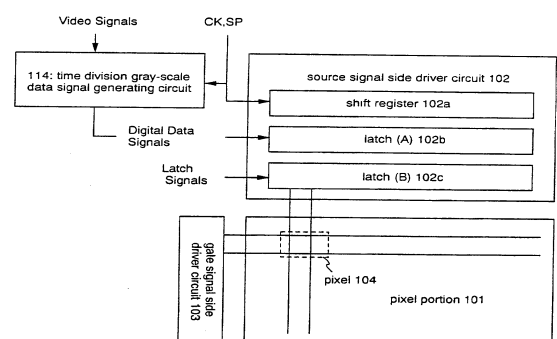 Video Signals
CK,SP
114: time division gray-scale
data signal generating circuit
source signal side driver circuit 102
shift register 102a
Digital Data
Signals
latch (A) 102b
Latch
Signals
latch (B) 102c
gate signal side
driver circuit 103
pixel 104
pixel portion 101